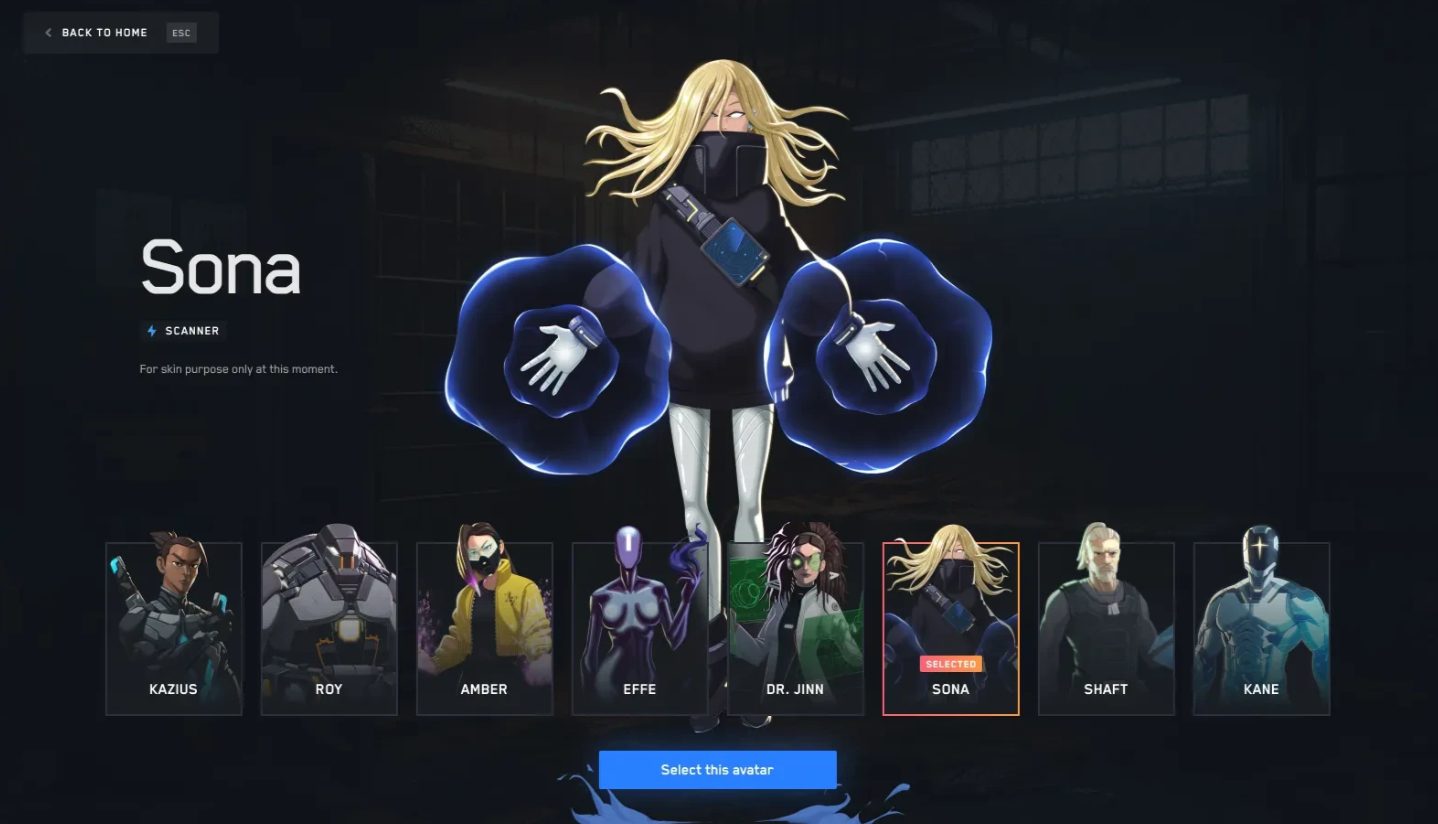 BACK TO HOME ESC
Sona
SCANNER
For skin purpose only at this moment.
SELECTED
KAZIUS ROY AMBER EFFE DR. JINN SONA SHAFT KANE
Select this avatar